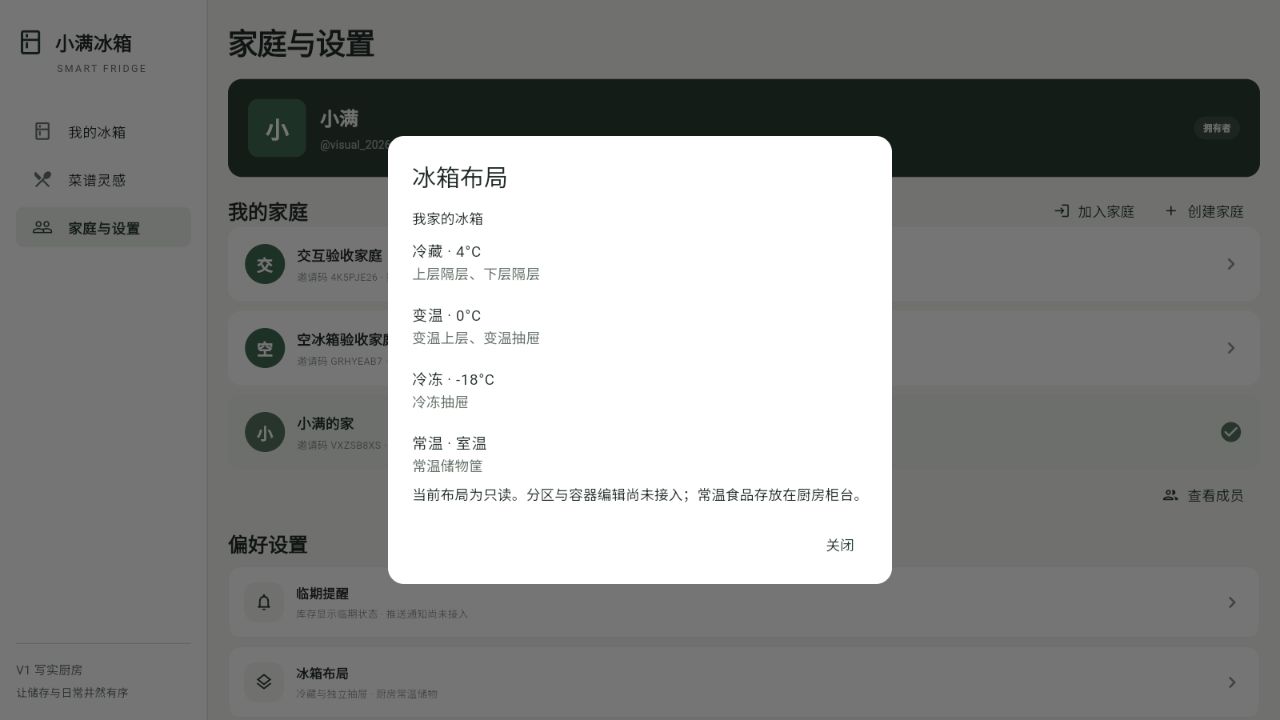 小满冰箱
SMART FRIDGE
我的冰箱
菜谱灵感
家庭与设置
V1 写实厨房
让储存与日常井然有序
家庭与设置
小
小满
@visual_2026
拥有者
我的家庭
加入家庭
创建家庭
交
交互验收家庭
邀请码 4K5PJE26 ·
空
空冰箱验收家庭
邀请码 GRHYEAB7 ·
小
小满的家
邀请码 VXZSB8XS ·
查看成员
偏好设置
临期提醒
库存显示临期状态 · 推送通知尚未接入
冰箱布局
冷藏与独立抽屉 · 厨房常温储物
冰箱布局
我家的冰箱
冷藏 · 4°C
上层隔层、下层隔层
变温 · 0°C
变温上层、变温抽屉
冷冻 · -18°C
冷冻抽屉
常温 · 室温
常温储物筐
当前布局为只读。分区与容器编辑尚未接入；常温食品存放在厨房柜台。
关闭